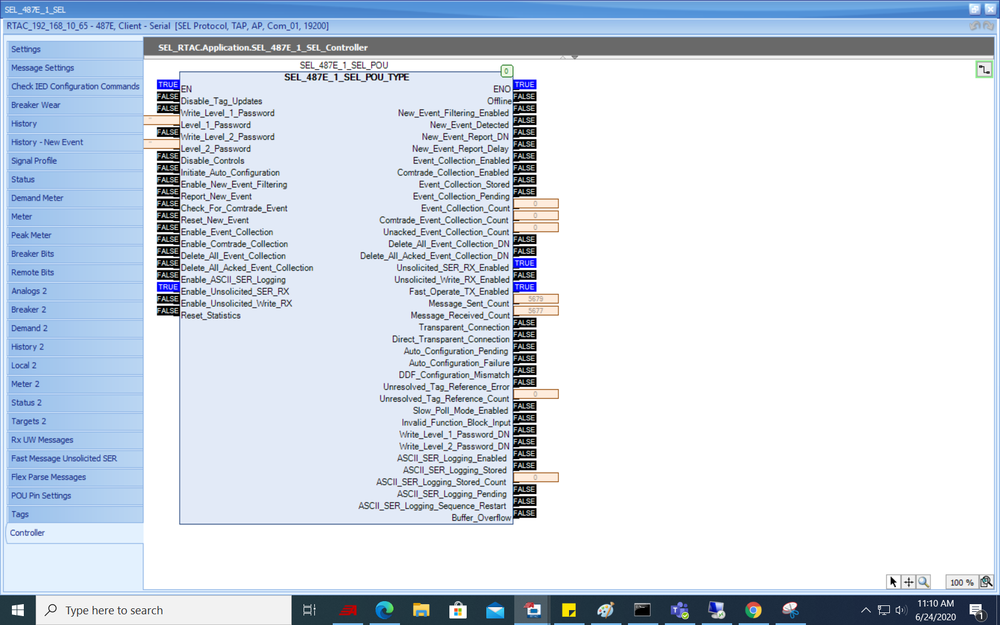 SEL_487E_1_SEL
RTAC_192_168_10_65 - 487E, Client - Serial  [SEL Protocol, TAP, AP, Com_01, 19200]
Settings
Message Settings
Check IED Configuration Commands
Breaker Wear
History
History - New Event
Signal Profile
Status
Demand Meter
Meter
Peak Meter
Breaker Bits
Remote Bits
Analogs 2
Breaker 2
Demand 2
History 2
Local 2
Meter 2
Status 2
Targets 2
Rx UW Messages
Fast Message Unsolicited SER
Flex Parse Messages
POU Pin Settings
Tags
Controller
SEL_RTAC.Application.SEL_487E_1_SEL_Controller
SEL_487E_1_SEL_POU
SEL_487E_1_SEL_POU_TYPE
0
TRUE EN
FALSE Disable_Tag_Updates
FALSE Write_Level_1_Password
'' Level_1_Password
FALSE Write_Level_2_Password
'' Level_2_Password
FALSE Disable_Controls
FALSE Initiate_Auto_Configuration
FALSE Enable_New_Event_Filtering
FALSE Report_New_Event
FALSE Check_For_Comtrade_Event
FALSE Reset_New_Event
FALSE Enable_Event_Collection
FALSE Enable_Comtrade_Collection
FALSE Delete_All_Event_Collection
FALSE Delete_All_Acked_Event_Collection
FALSE Enable_ASCII_SER_Logging
TRUE Enable_Unsolicited_SER_RX
FALSE Enable_Unsolicited_Write_RX
FALSE Reset_Statistics
ENO TRUE
Offline FALSE
New_Event_Filtering_Enabled FALSE
New_Event_Detected FALSE
New_Event_Report_DN FALSE
New_Event_Report_Delay FALSE
Event_Collection_Enabled FALSE
Comtrade_Collection_Enabled FALSE
Event_Collection_Stored FALSE
Event_Collection_Pending FALSE
Event_Collection_Count 0
Comtrade_Event_Collection_Count 0
Unacked_Event_Collection_Count 0
Delete_All_Event_Collection_DN FALSE
Delete_All_Acked_Event_Collection_DN FALSE
Unsolicited_SER_RX_Enabled TRUE
Unsolicited_Write_RX_Enabled FALSE
Fast_Operate_TX_Enabled TRUE
Message_Sent_Count 5679
Message_Received_Count 5677
Transparent_Connection FALSE
Direct_Transparent_Connection FALSE
Auto_Configuration_Pending FALSE
Auto_Configuration_Failure FALSE
DDF_Configuration_Mismatch FALSE
Unresolved_Tag_Reference_Error FALSE
Unresolved_Tag_Reference_Count 0
Slow_Poll_Mode_Enabled FALSE
Invalid_Function_Block_Input FALSE
Write_Level_1_Password_DN FALSE
Write_Level_2_Password_DN FALSE
ASCII_SER_Logging_Enabled FALSE
ASCII_SER_Logging_Stored FALSE
ASCII_SER_Logging_Stored_Count 0
ASCII_SER_Logging_Pending FALSE
ASCII_SER_Logging_Sequence_Restart FALSE
Buffer_Overflow FALSE
100 %
Type here to search
RTAC
11:10 AM
6/24/2020
1